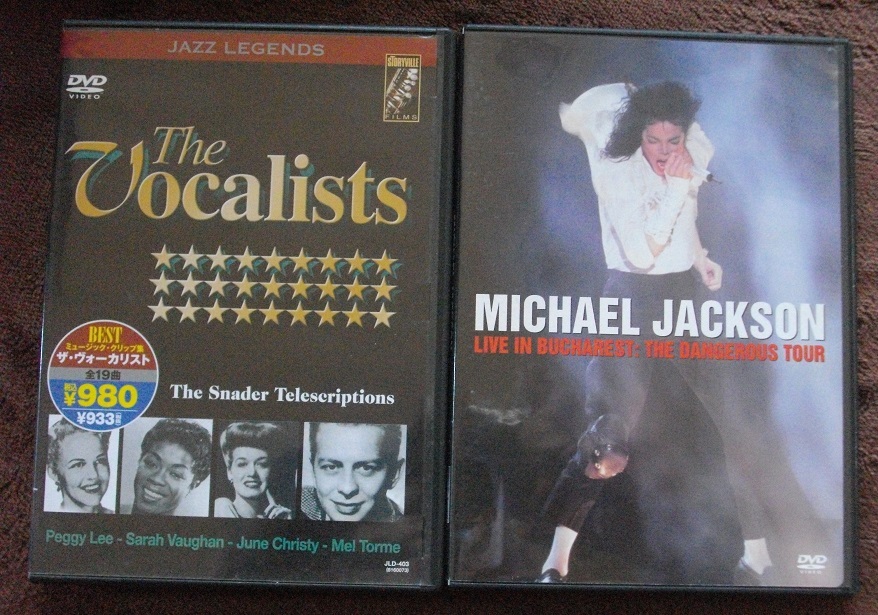 JAZZ LEGENDS
DVD
VIDEO
STORYVILLE
FILMS
The
Vocalists
BEST
ミュージック・クリップ集
ザ・ヴォーカリスト
全19曲
税込
¥980
¥933
The Snader Telescriptions
Peggy Lee - Sarah Vaughan - June Christy - Mel Torme
JLD-403
(6160073)
MICHAEL JACKSON
LIVE IN BUCHAREST: THE DANGEROUS TOUR
DVD
VIDEO